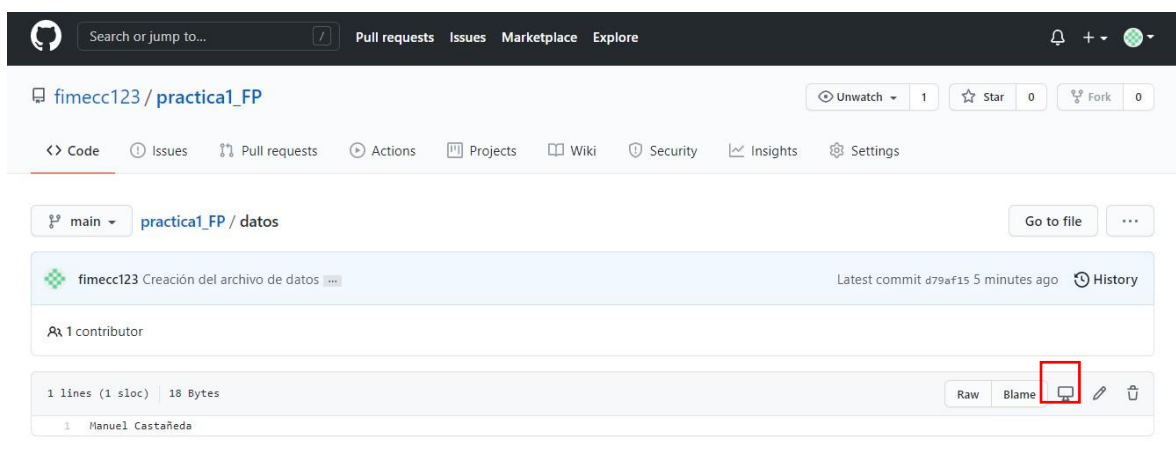 Search or jump to... / Pull requests Issues Marketplace Explore
fimecc123 / practica1_FP Unwatch 1 Star 0 Fork 0
Code Issues Pull requests Actions Projects Wiki Security Insights Settings
main practica1_FP / datos Go to file ...
fimecc123 Creación del archivo de datos ... Latest commit d79af15 5 minutes ago History
1 contributor
1 lines (1 sloc) 18 Bytes Raw Blame
1 Manuel Castañeda